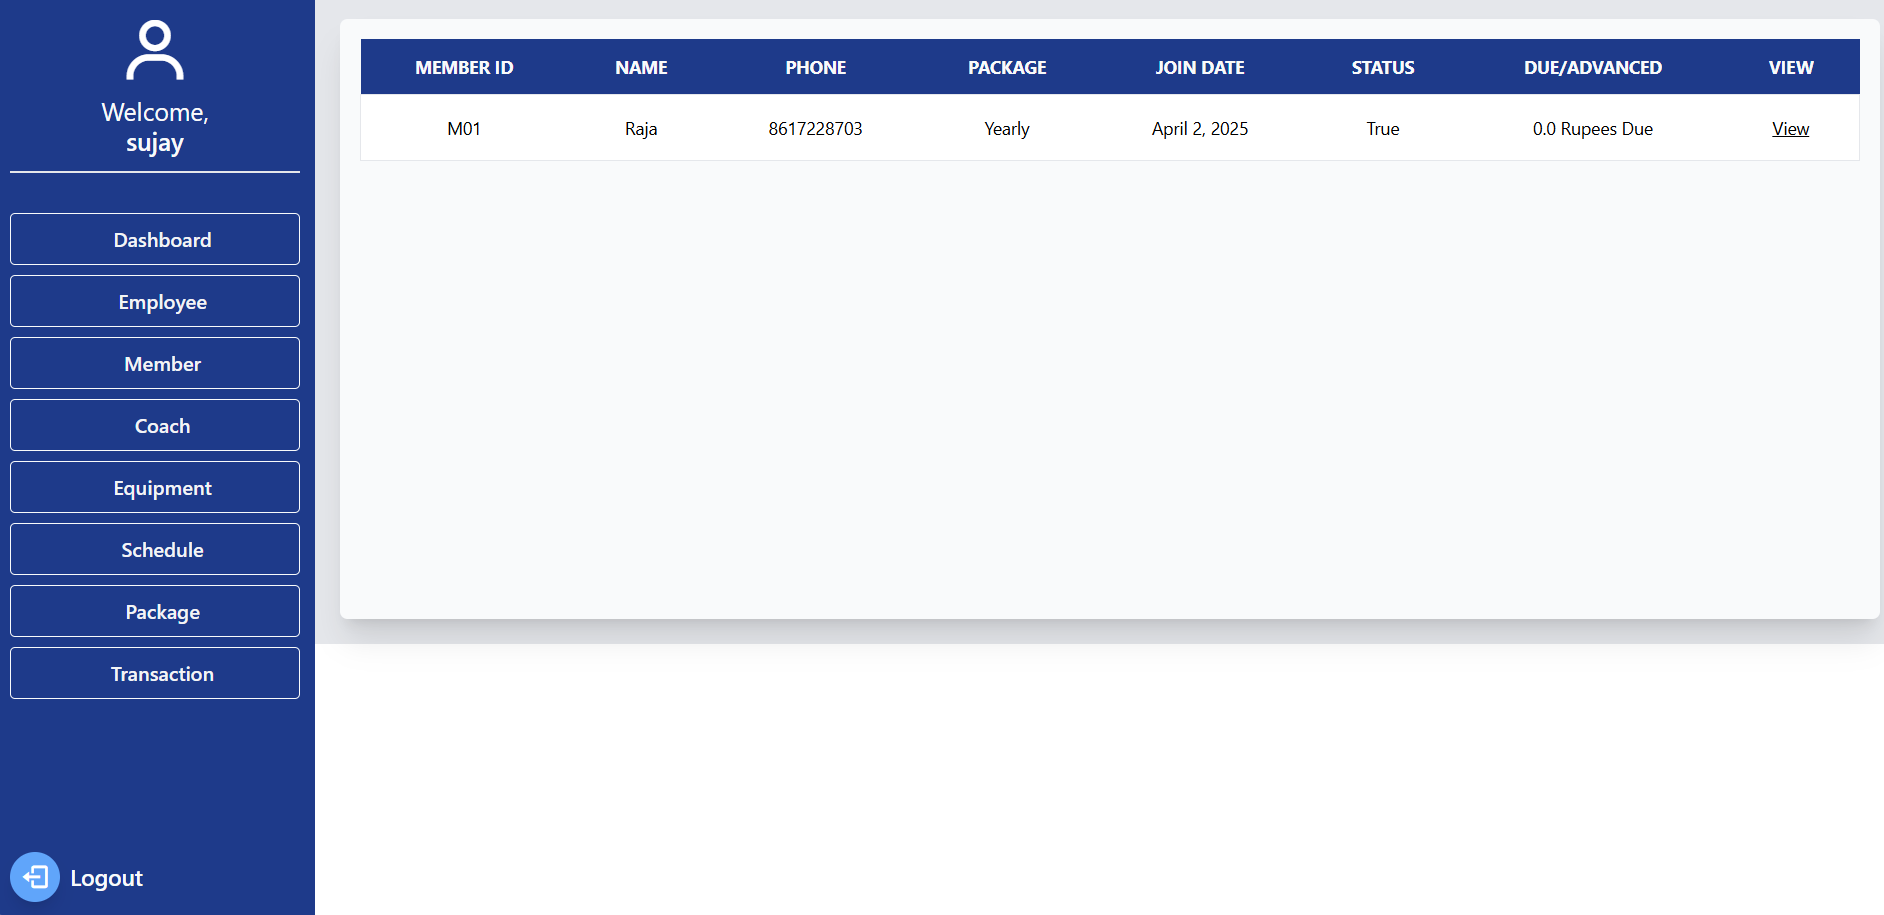 Welcome,
sujay
Dashboard
Employee
Member
Coach
Equipment
Schedule
Package
Transaction
Logout
MEMBER ID NAME PHONE PACKAGE JOIN DATE STATUS DUE/ADVANCED VIEW
M01 Raja 8617228703 Yearly April 2, 2025 True 0.0 Rupees Due View